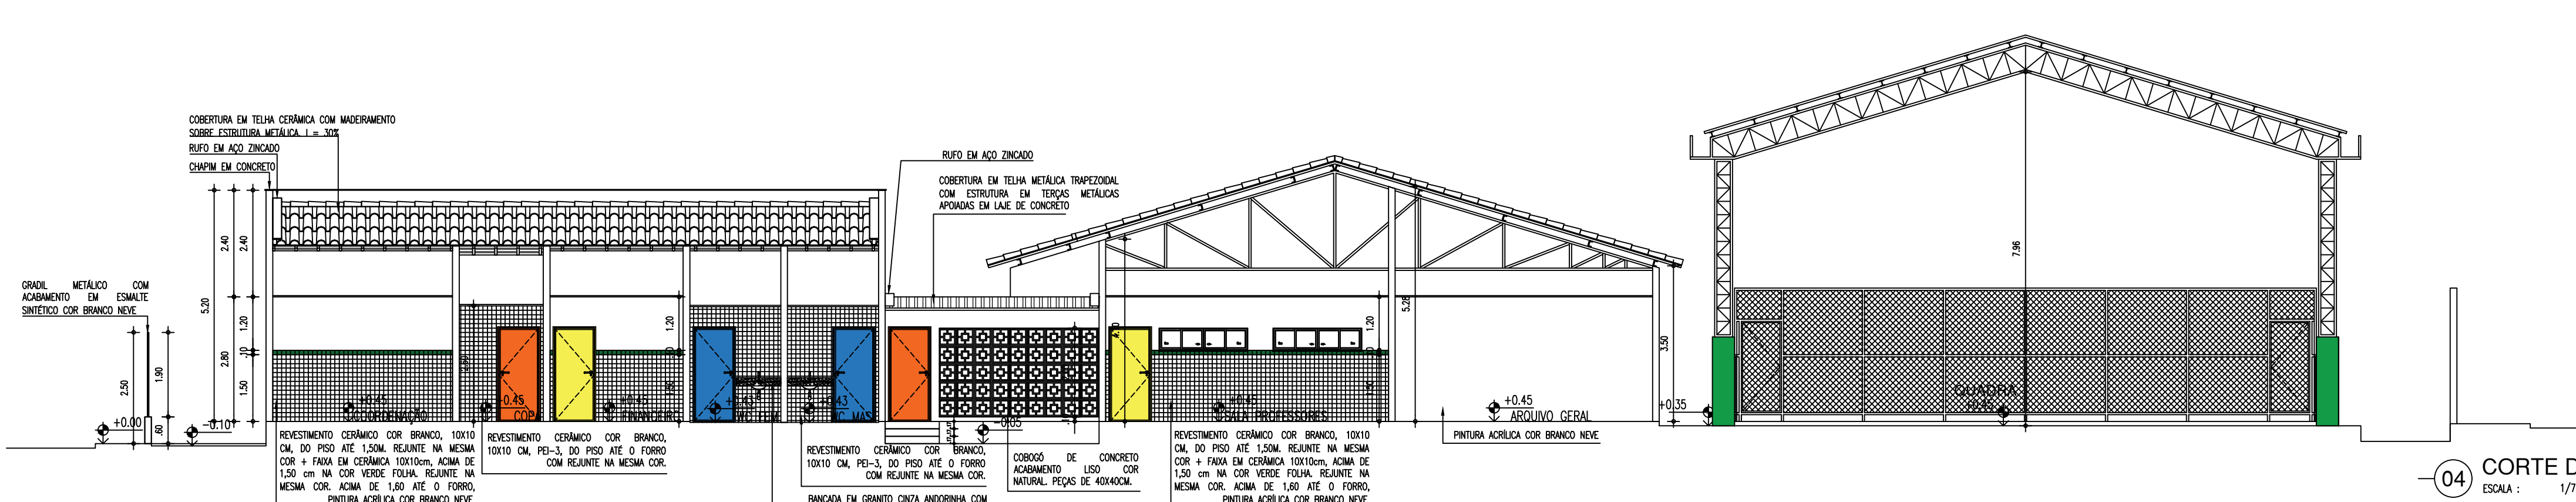 COBERTURA EM TELHA CERÂMICA COM MADEIRAMENTO
SOBRE ESTRUTURA METÁLICA. I = 30%
RUFO EM AÇO ZINCADO
CHAPIM EM CONCRETO
GRADIL METÁLICO COM
ACABAMENTO EM ESMALTE
SINTÉTICO COR BRANCO NEVE
RUFO EM AÇO ZINCADO
COBERTURA EM TELHA METÁLICA TRAPEZOIDAL
COM ESTRUTURA EM TERÇAS METÁLICAS
APOIADAS EM LAJE DE CONCRETO
2.50
1.90
.60
5.20
2.40
2.80
2.40
1.20
.10
1.50
1.20
1.20
5.28
3.50
7.96
+0.00
-0.10
+0.45
COORDENAÇÃO
+0.45
COPA
+0.45
FINANCEIRO
+0.43
WC FEM
+0.43
WC MAS
-0.05
+0.45
SALA PROFESSORES
+0.45
ARQUIVO GERAL
+0.35
QUADRA
REVESTIMENTO CERÂMICO COR BRANCO, 10X10
CM, DO PISO ATÉ 1,50M. REJUNTE NA MESMA
COR + FAIXA EM CERÂMICA 10X10cm, ACIMA DE
1,50 cm NA COR VERDE FOLHA. REJUNTE NA
MESMA COR. ACIMA DE 1,60 ATÉ O FORRO,
PINTURA ACRÍLICA COR BRANCO NEVE
REVESTIMENTO CERÂMICO COR BRANCO,
10X10 CM, PEI-3, DO PISO ATÉ O FORRO
COM REJUNTE NA MESMA COR.
REVESTIMENTO CERÂMICO COR BRANCO,
10X10 CM, PEI-3, DO PISO ATÉ O FORRO
COM REJUNTE NA MESMA COR.
BANCADA EM GRANITO CINZA ANDORINHA COM
COBOGÓ DE CONCRETO
ACABAMENTO LISO COR
NATURAL. PEÇAS DE 40X40CM.
REVESTIMENTO CERÂMICO COR BRANCO, 10X10
CM, DO PISO ATÉ 1,50M. REJUNTE NA MESMA
COR + FAIXA EM CERÂMICA 10X10cm, ACIMA DE
1,50 cm NA COR VERDE FOLHA. REJUNTE NA
MESMA COR. ACIMA DE 1,60 ATÉ O FORRO,
PINTURA ACRÍLICA COR BRANCO NEVE
PINTURA ACRÍLICA COR BRANCO NEVE
04 CORTE D
ESCALA : 1/7